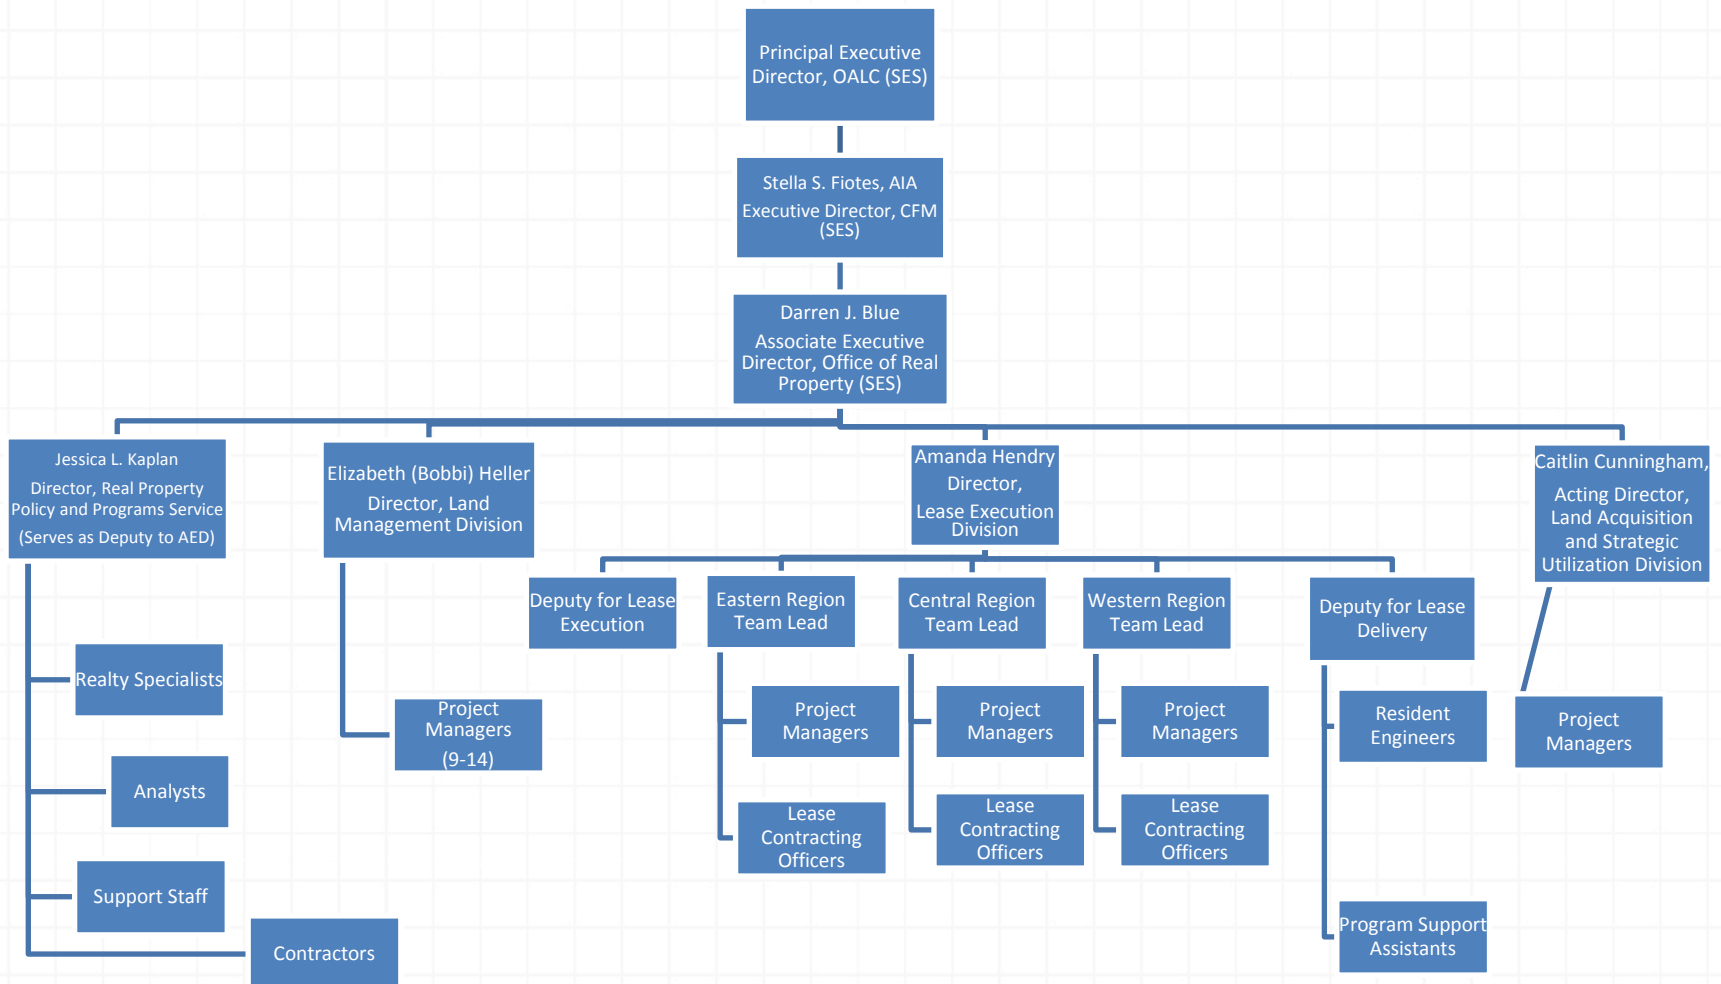 Principal Executive
Director, OALC (SES)
Stella S. Fiotes, AIA
Executive Director, CFM
(SES)
Darren J. Blue
Associate Executive
Director, Office of Real
Property (SES)
Jessica L. Kaplan
Director, Real Property
Policy and Programs Service
(Serves as Deputy to AED)
Elizabeth (Bobbi) Heller
Director, Land
Management Division
Amanda Hendry
Director,
Lease Execution
Division
Caitlin Cunningham,
Acting Director,
Land Acquisition
and Strategic
Utilization Division
Deputy for Lease
Execution
Eastern Region
Team Lead
Central Region
Team Lead
Western Region
Team Lead
Deputy for Lease
Delivery
Realty Specialists
Analysts
Support Staff
Contractors
Project
Managers
(9-14)
Project
Managers
Lease
Contracting
Officers
Project
Managers
Lease
Contracting
Officers
Project
Managers
Lease
Contracting
Officers
Resident
Engineers
Program Support
Assistants
Project
Managers